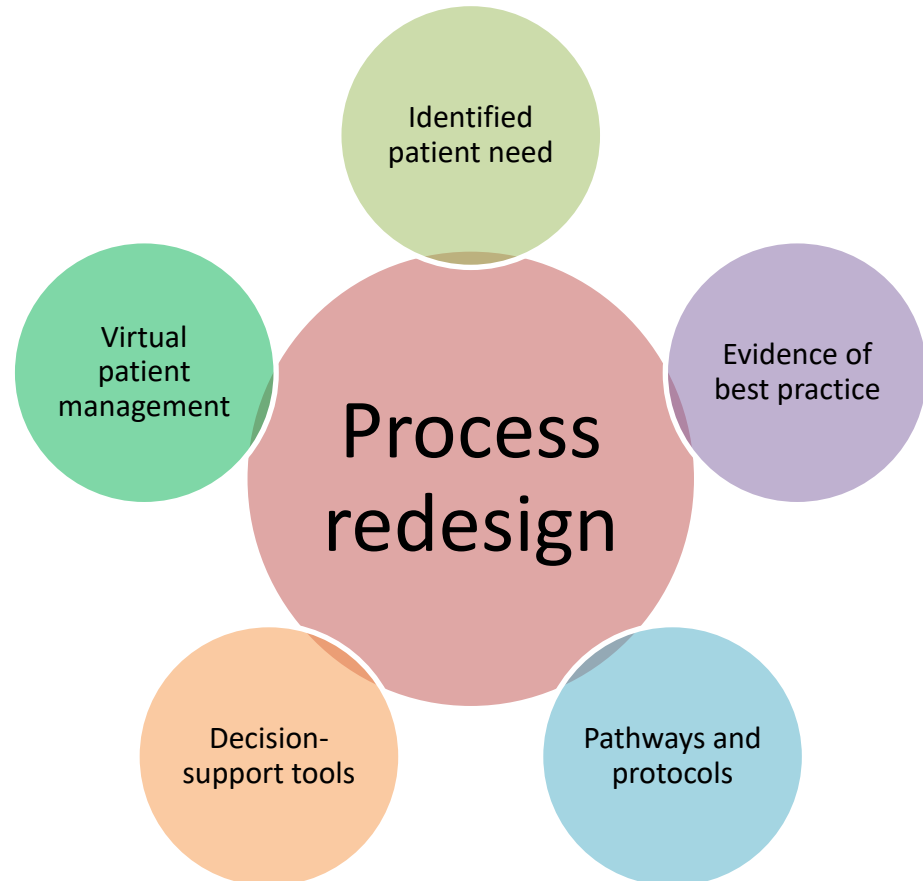 Identified
patient need
Virtual
patient
management
Evidence of
best practice
Process
redesign
Decision-
support tools
Pathways and
protocols